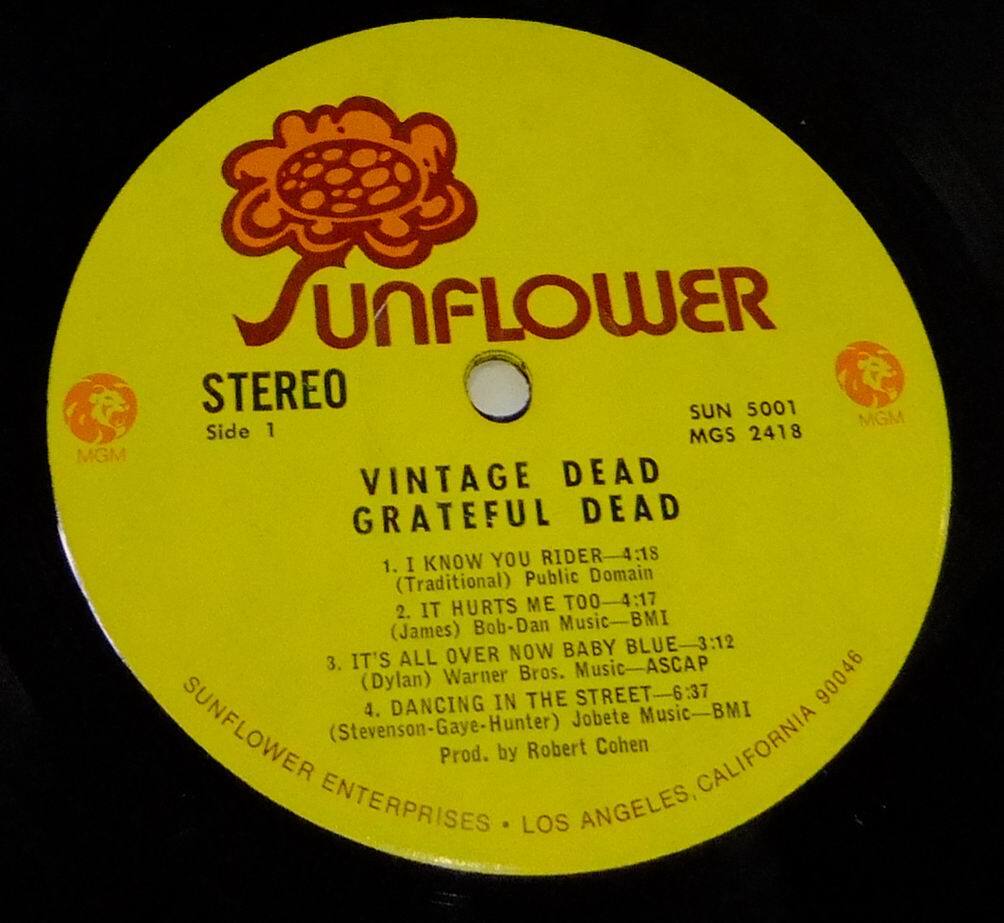 SUNFLOWER
STEREO
Side 1
SUN 5001
MGS 2418
MGM
MGM
VINTAGE DEAD
GRATEFUL DEAD
1. I KNOW YOU RIDER—4:18
(Traditional) Public Domain
2. IT HURTS ME TOO—4:17
(James) Bob-Dan Music—BMI
3. IT'S ALL OVER NOW BABY BLUE—3:12
(Dylan) Warner Bros. Music—ASCAP
4. DANCING IN THE STREET—6:37
(Stevenson-Gaye-Hunter) Jobete Music—BMI
Prod. by Robert Cohen
SUNFLOWER ENTERPRISES • LOS ANGELES, CALIFORNIA 90046